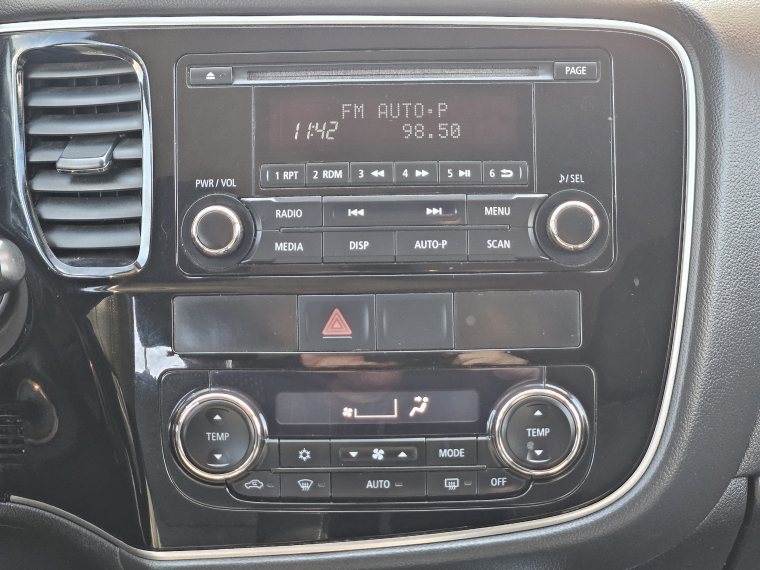 PAGE
FM AUTO-P
11:42 98.50
1 RPT 2 RDM 3 4 5 6
PWR / VOL
/ SEL
RADIO MENU
MEDIA DISP AUTO-P SCAN
TEMP
TEMP
MODE
AUTO OFF